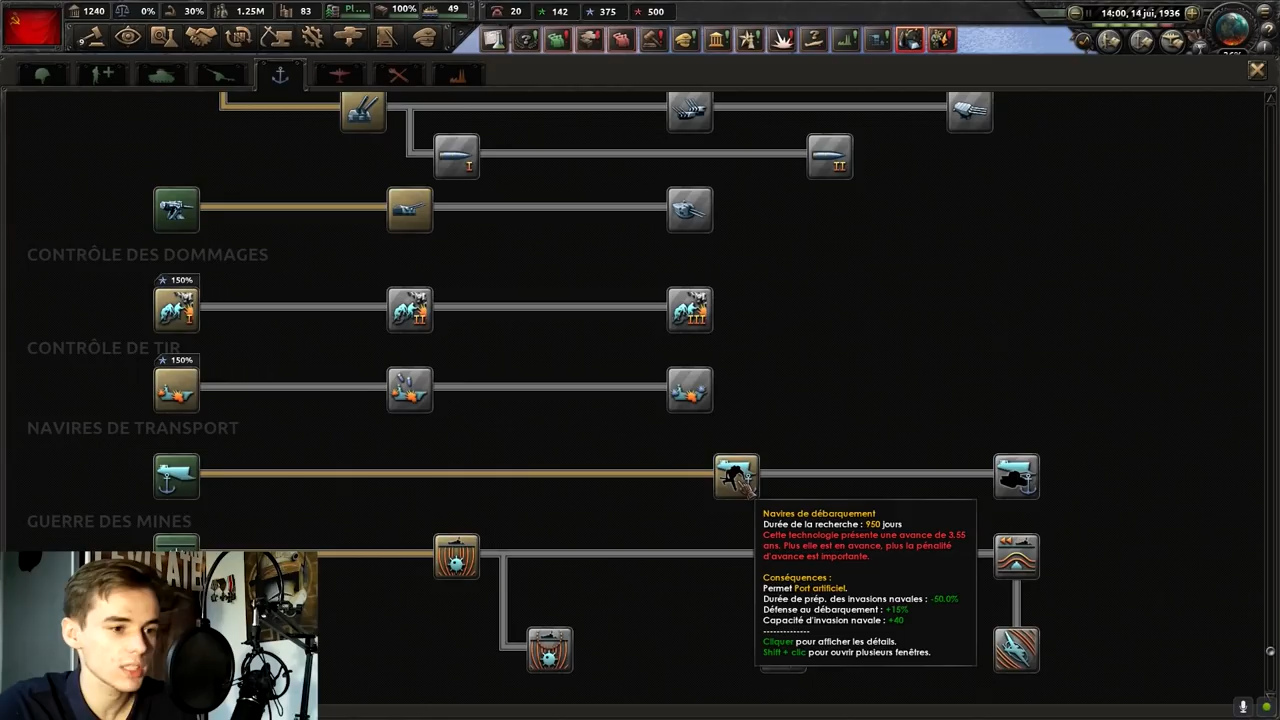 1240 0% 30% 1.25M 83 Pl... 100% 49 20 142 375 500 14:00, 14 jui, 1936
I II
CONTRÔLE DES DOMMAGES
150%
I II III
CONTRÔLE DE TIR
150%
NAVIRES DE TRANSPORT
GUERRE DES MINES
Navires de débarquement
Durée de la recherche : 950 jours
Cette technologie présente une avance de 3.55
ans. Plus elle est en avance, plus la pénalité
d'avance est importante.
Conséquences :
Permet Port artificiel.
Durée de prép. des invasions navales : -50.0%
Défense au débarquement : +15%
Capacité d'invasion navale : +40
--------------
Cliquer pour afficher les détails.
Shift + clic pour ouvrir plusieurs fenêtres.